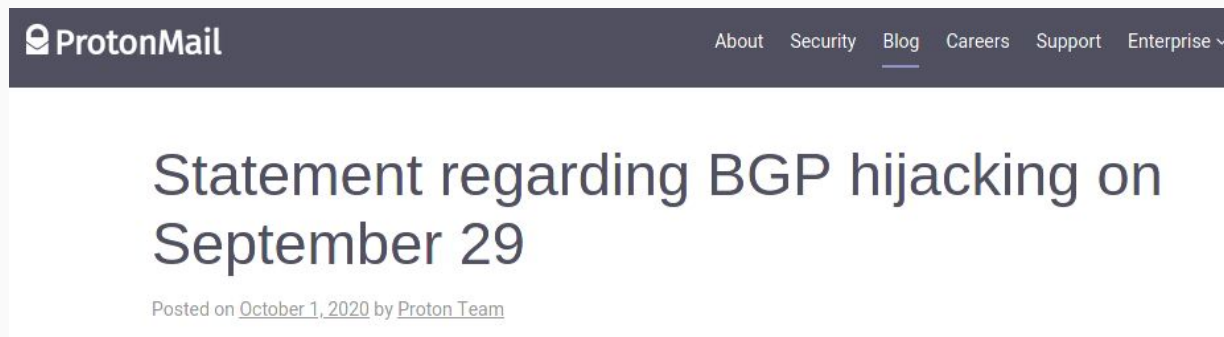 ProtonMail
About Security Blog Careers Support Enterprise
Statement regarding BGP hijacking on
September 29
Posted on October 1, 2020 by Proton Team